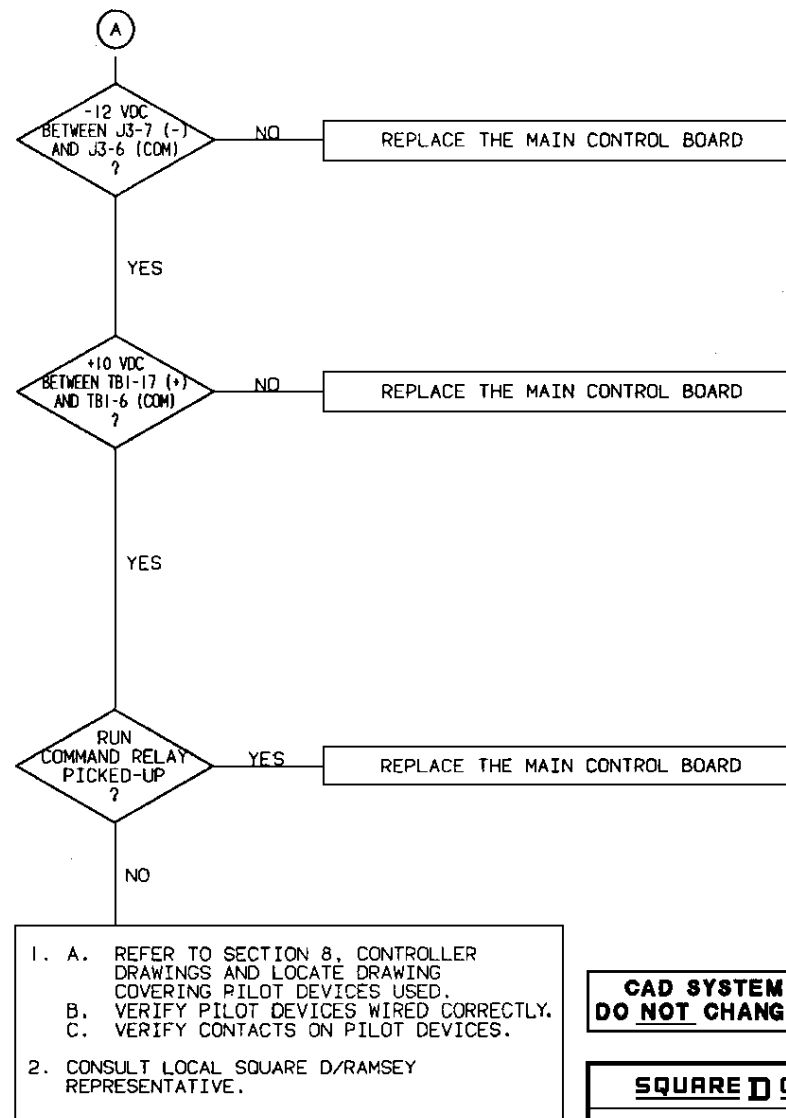 A
-12 VDC
BETWEEN J3-7 (-)
AND J3-6 (COM)
?
NO
REPLACE THE MAIN CONTROL BOARD
YES
+10 VDC
BETWEEN TB1-17 (+)
AND TB1-6 (COM)
?
NO
REPLACE THE MAIN CONTROL BOARD
YES
RUN
COMMAND RELAY
PICKED-UP
?
YES
REPLACE THE MAIN CONTROL BOARD
NO
1. A. REFER TO SECTION 8, CONTROLLER
DRAWINGS AND LOCATE DRAWING
COVERING PILOT DEVICES USED.
B. VERIFY PILOT DEVICES WIRED CORRECTLY.
C. VERIFY CONTACTS ON PILOT DEVICES.
2. CONSULT LOCAL SQUARE D/RAMSEY
REPRESENTATIVE.
CAD SYSTEM
DO NOT CHANG
SQUARE D